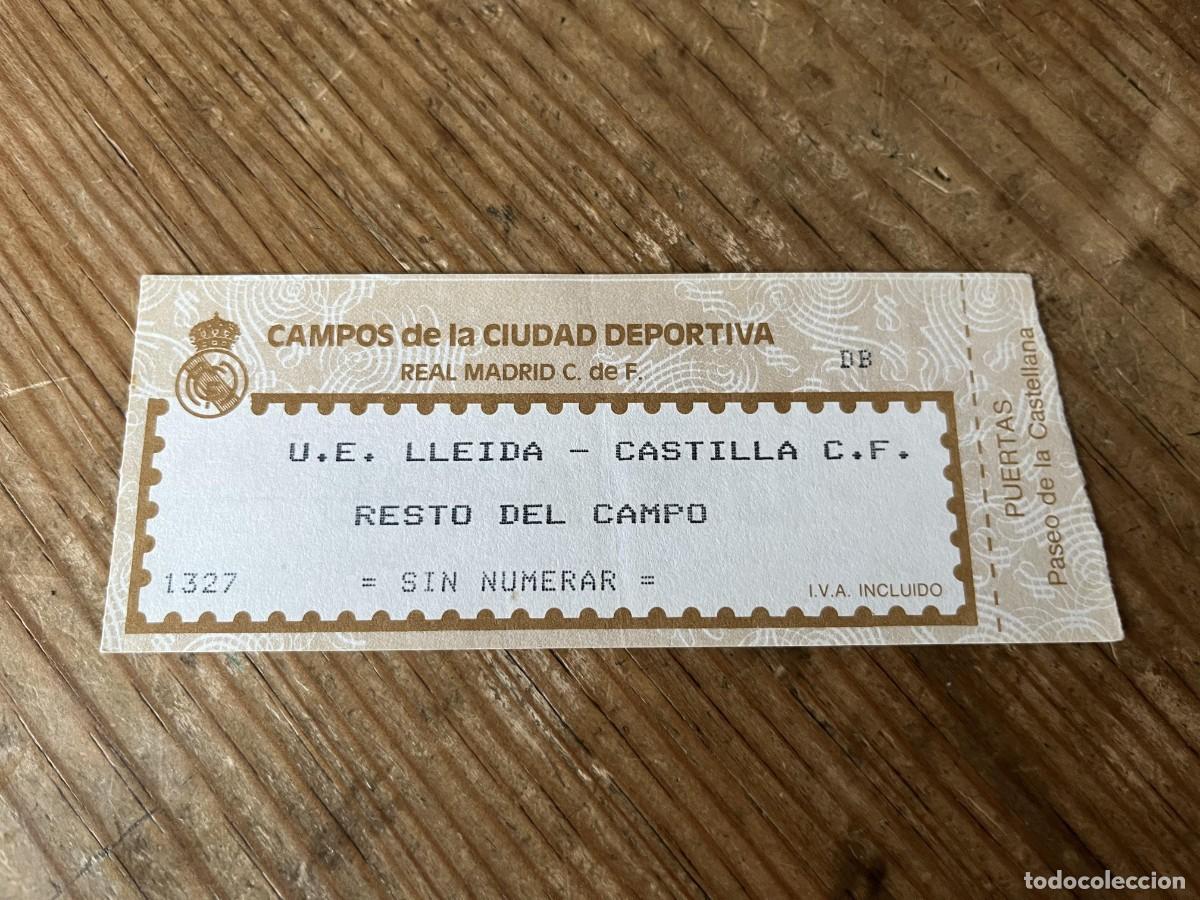 CAMPOS de la CIUDAD DEPORTIVA
REAL MADRID C. de F.
DB
U.E. LLEIDA - CASTILLA C.F.
RESTO DEL CAMPO
1327
= SIN NUMERAR =
I.V.A. INCLUIDO
PUERTAS
Paseo de la Castellana
todocoleccion